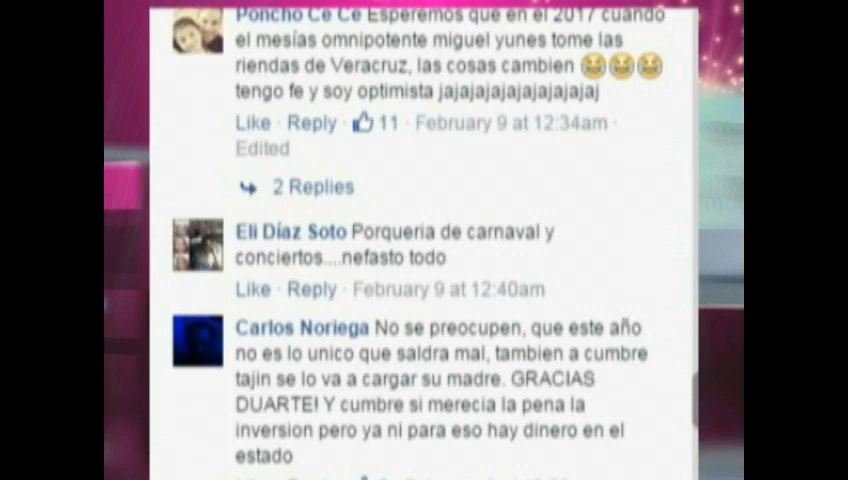 Poncho Ce Ce Esperemos que en el 2017 cuando
el mesías omnipotente miguel yunes tome las
riendas de Veracruz, las cosas cambien 😆😆😆
tengo fe y soy optimista jajajajajajajajajaj
Like · Reply · 11 · February 9 at 12:34am ·
Edited
2 Replies
Eli Díaz Soto Porqueria de carnaval y
conciertos....nefasto todo
Like · Reply · February 9 at 12:40am
Carlos Noriega No se preocupen, que este año
no es lo unico que saldra mal, tambien a cumbre
tajin se lo va a cargar su madre. GRACIAS
DUARTE! Y cumbre si merecia la pena la
inversion pero ya ni para eso hay dinero en el
estado